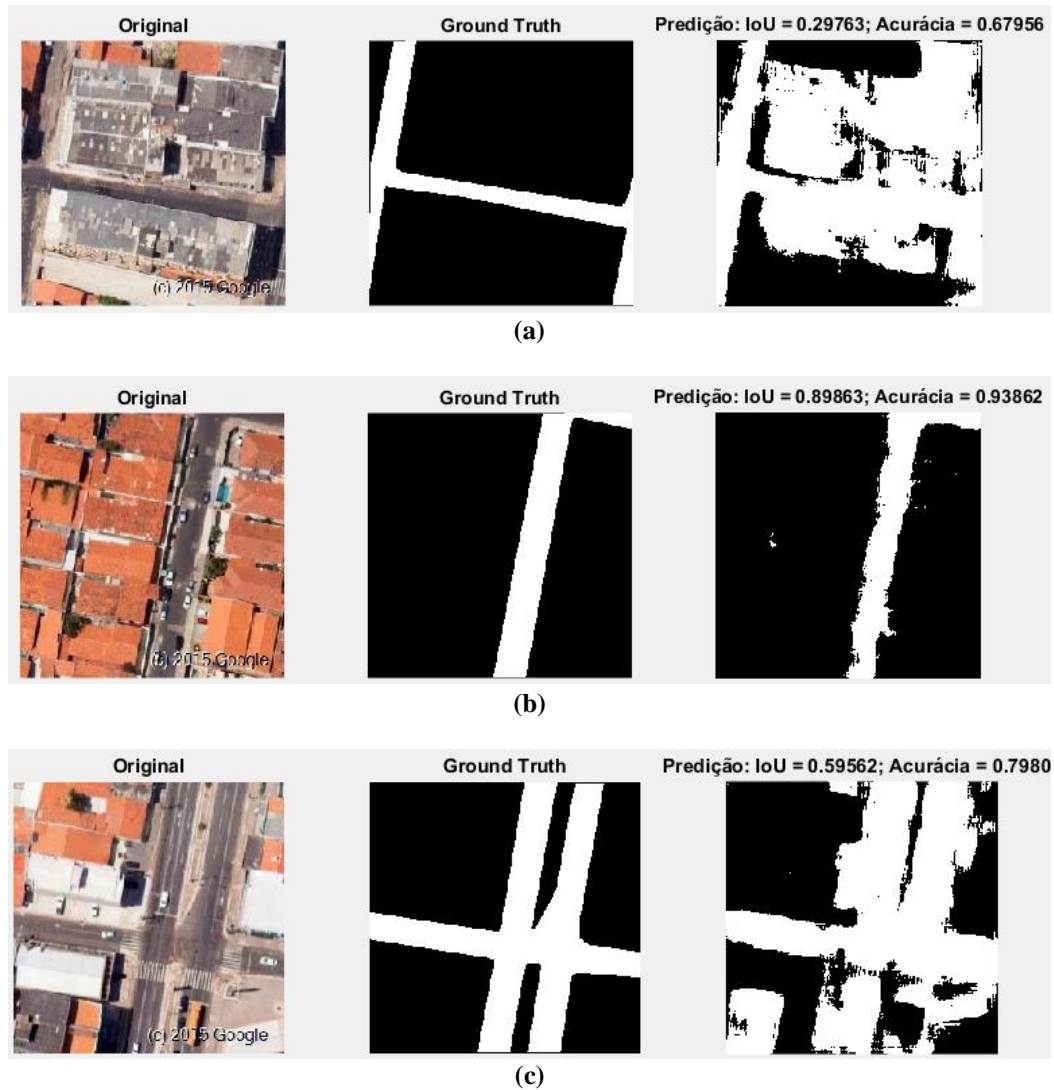 Original Ground Truth Predição: IoU = 0.29763; Acurácia = 0.67956
(c) 2015 Google
(a)
Original Ground Truth Predição: IoU = 0.89863; Acurácia = 0.93862
(c) 2015 Google
(b)
Original Ground Truth Predição: IoU = 0.59562; Acurácia = 0.7980
(c) 2015 Google
(c)